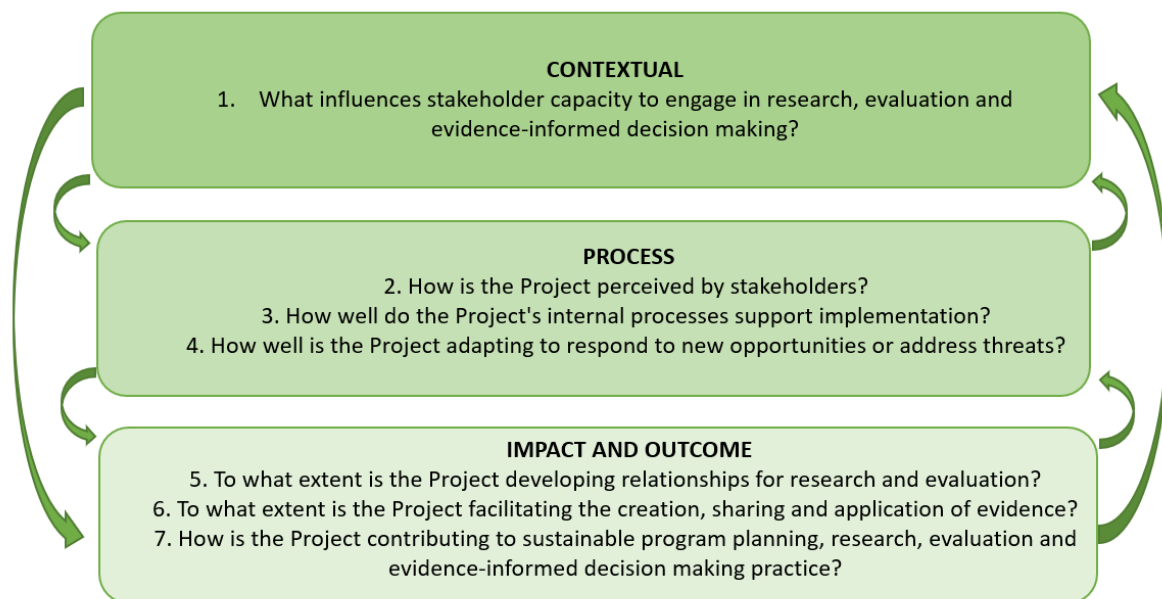 CONTEXTUAL
1. What influences stakeholder capacity to engage in research, evaluation and
evidence-informed decision making?
PROCESS
2. How is the Project perceived by stakeholders?
3. How well do the Project's internal processes support implementation?
4. How well is the Project adapting to respond to new opportunities or address threats?
IMPACT AND OUTCOME
5. To what extent is the Project developing relationships for research and evaluation?
6. To what extent is the Project facilitating the creation, sharing and application of evidence?
7. How is the Project contributing to sustainable program planning, research, evaluation and
evidence-informed decision making practice?